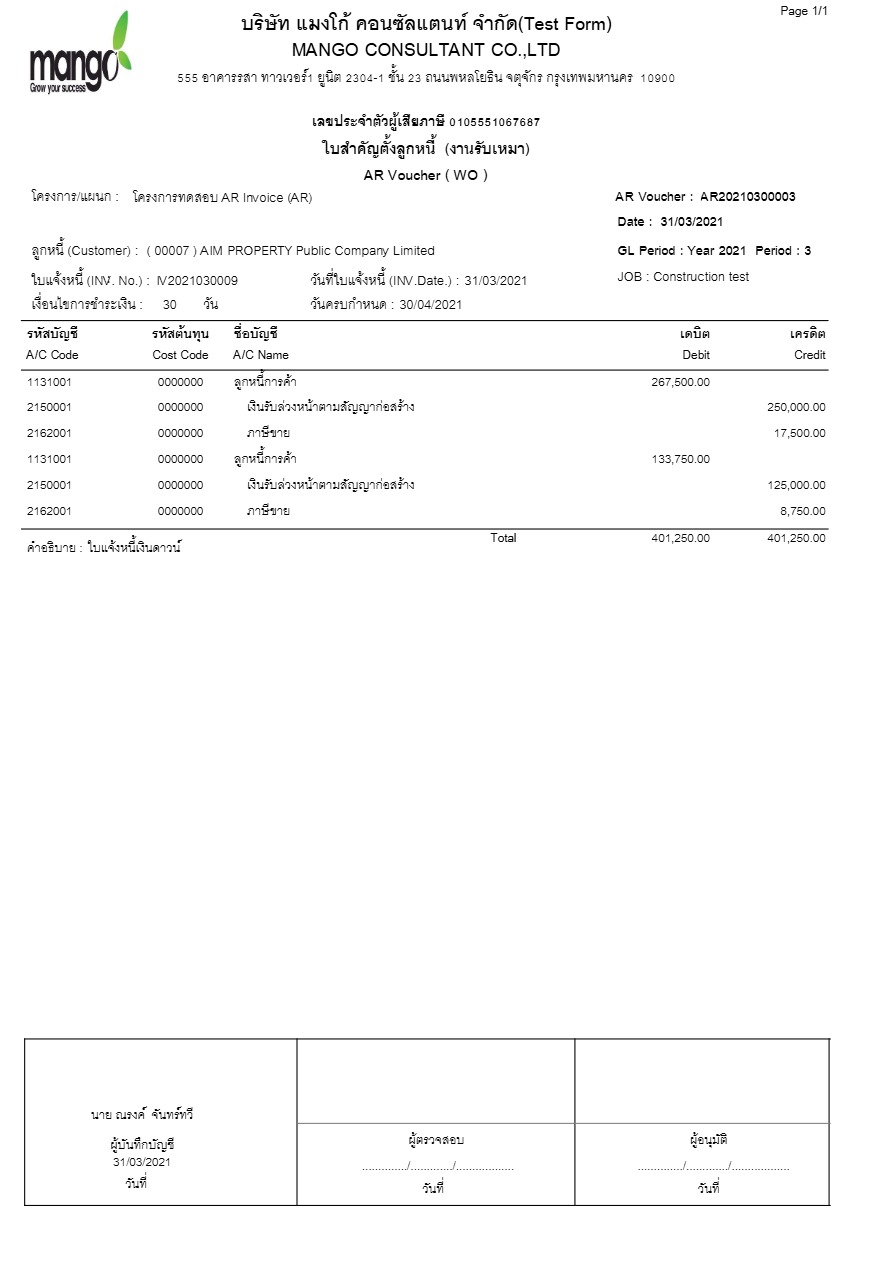 Page 1/1
mango
Grow your success
บริษัท แมงโก้ คอนซัลแตนท์ จำกัด(Test Form)
MANGO CONSULTANT CO.,LTD
555 อาคารรสา ทาวเวอร์1 ยูนิต 2304-1 ชั้น 23 ถนนพหลโยธิน จตุจักร กรุงเทพมหานคร 10900
เลขประจำตัวผู้เสียภาษี 0105551067687
ใบสำคัญตั้งลูกหนี้ (งานรับเหมา)
AR Voucher ( WO )
โครงการ/แผนก : โครงการทดสอบ AR Invoice (AR) AR Voucher : AR20210300003
Date : 31/03/2021
ลูกหนี้ (Customer) : ( 00007 ) AIM PROPERTY Public Company Limited GL Period : Year 2021 Period : 3
ใบแจ้งหนี้ (INV. No.) : IV2021030009 วันที่ใบแจ้งหนี้ (INV.Date.) : 31/03/2021 JOB : Construction test
เงื่อนไขการชำระเงิน : 30 วัน วันครบกำหนด : 30/04/2021
รหัสบัญชี รหัสต้นทุน ชื่อบัญชี เดบิต เครดิต
A/C Code Cost Code A/C Name Debit Credit
1131001 0000000 ลูกหนี้การค้า 267,500.00
2150001 0000000 เงินรับล่วงหน้าตามสัญญาก่อสร้าง 250,000.00
2162001 0000000 ภาษีขาย 17,500.00
1131001 0000000 ลูกหนี้การค้า 133,750.00
2150001 0000000 เงินรับล่วงหน้าตามสัญญาก่อสร้าง 125,000.00
2162001 0000000 ภาษีขาย 8,750.00
Total 401,250.00 401,250.00
คำอธิบาย : ใบแจ้งหนี้เงินดาวน์
นาย ณรงค์ จันทร์ทวี
ผู้บันทึกบัญชี ผู้ตรวจสอบ ผู้อนุมัติ
31/03/2021 ............../............./.................. ............../............./..................
วันที่ วันที่ วันที่